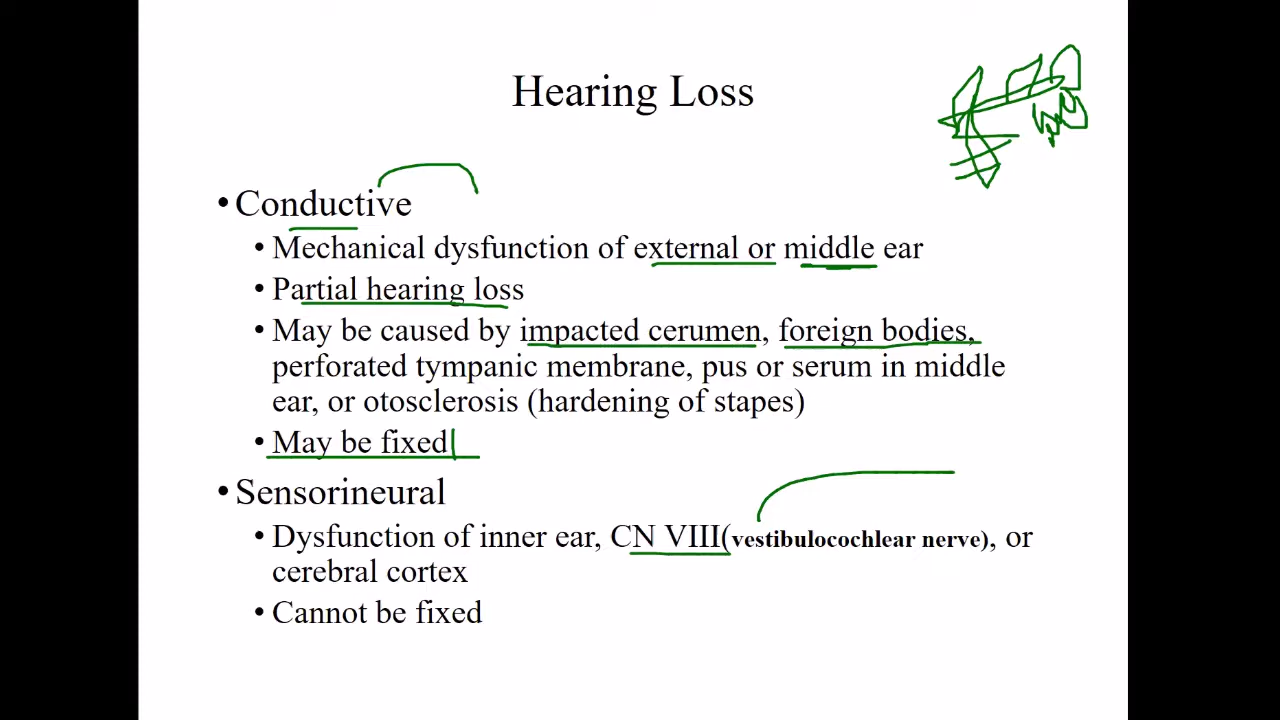 Hearing Loss
• Conductive
• Mechanical dysfunction of external or middle ear
• Partial hearing loss
• May be caused by impacted cerumen, foreign bodies,
perforated tympanic membrane, pus or serum in middle
ear, or otosclerosis (hardening of stapes)
• May be fixed
• Sensorineural
• Dysfunction of inner ear, CN VIII(vestibulocochlear nerve), or
cerebral cortex
• Cannot be fixed